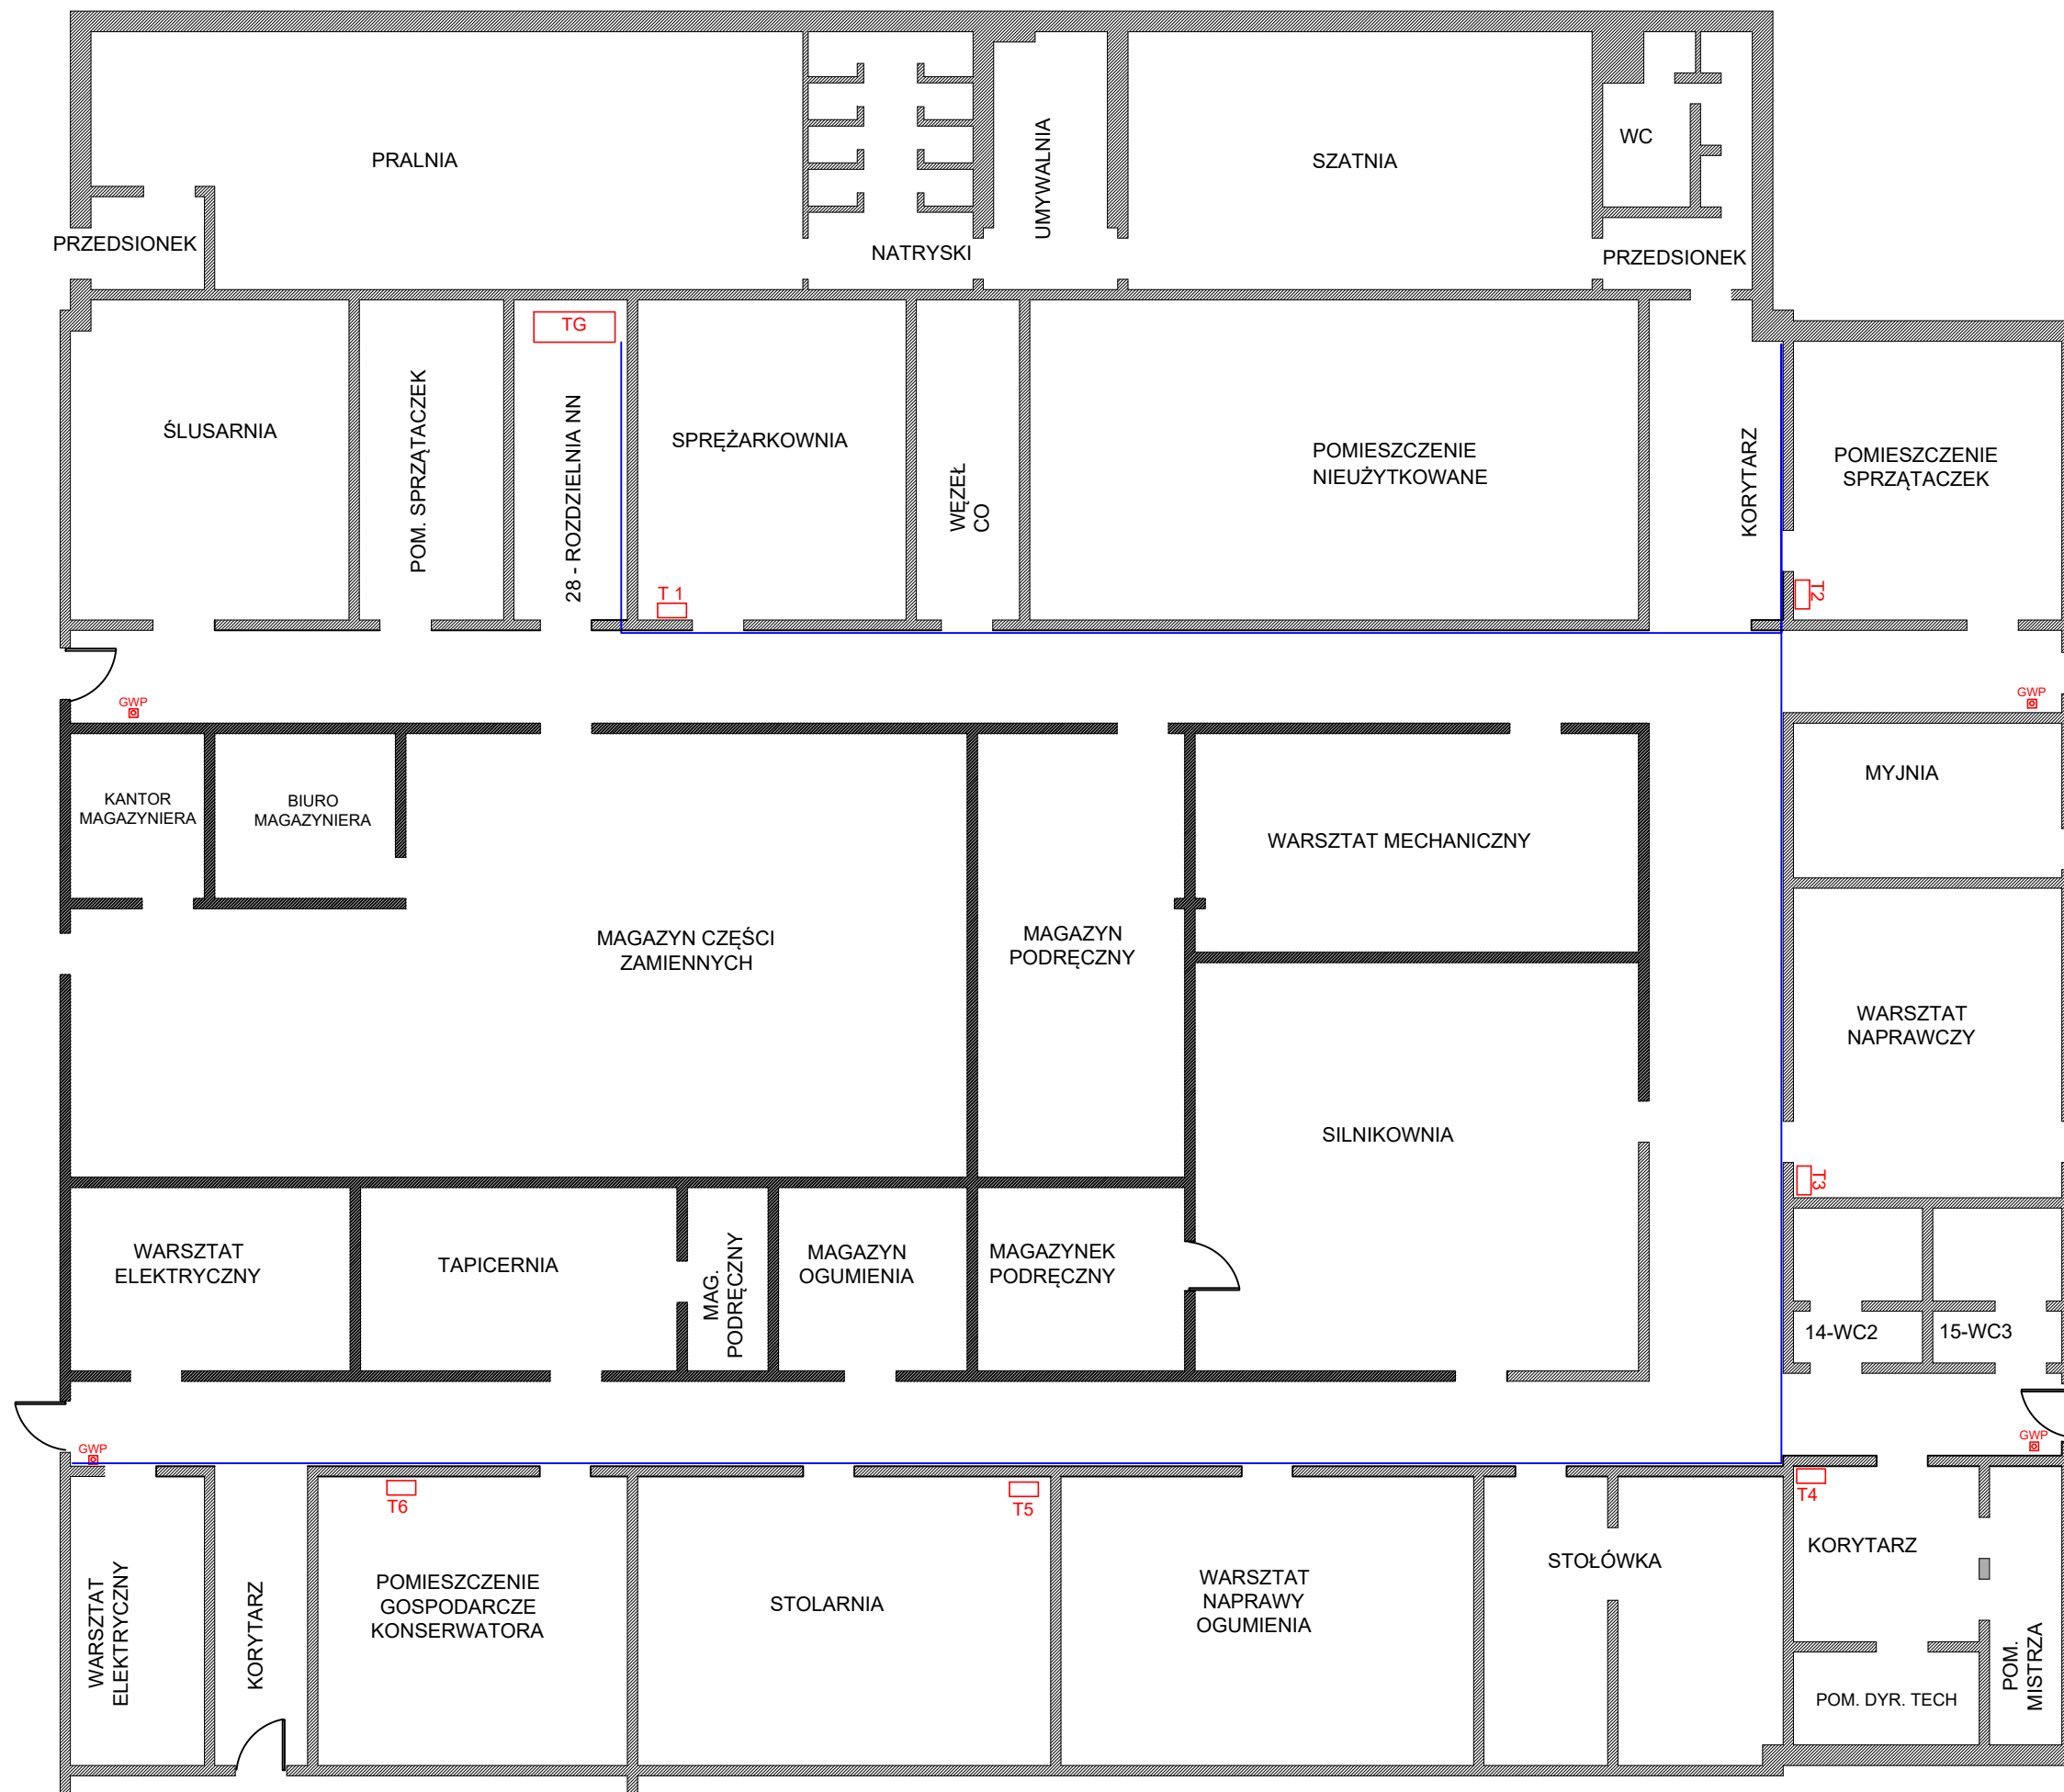 PRALNIA
UMYWALNIA
SZATNIA
WC
PRZEDSIONEK
NATRYSKI
PRZEDSIONEK
TG
ŚLUSARNIA
POM. SPRZĄTACZEK
28 - ROZDZIELNIA NN
SPRĘŻARKOWNIA
WĘZEŁ
CO
POMIESZCZENIE
NIEUŻYTKOWANE
KORYTARZ
POMIESZCZENIE
SPRZĄTACZEK
T 1
T2
GWP
GWP
KANTOR
MAGAZYNIERA
BIURO
MAGAZYNIERA
MYJNIA
WARSZTAT MECHANICZNY
MAGAZYN CZĘŚCI
ZAMIENNYCH
MAGAZYN
PODRĘCZNY
WARSZTAT
NAPRAWCZY
SILNIKOWNIA
T3
WARSZTAT
ELEKTRYCZNY
TAPICERNIA
MAG.
PODRĘCZNY
MAGAZYN
OGUMIENIA
MAGAZYNEK
PODRĘCZNY
14-WC2
15-WC3
GWP
GWP
T6
T5
T4
WARSZTAT
ELEKTRYCZNY
KORYTARZ
POMIESZCZENIE
GOSPODARCZE
KONSERWATORA
STOLARNIA
WARSZTAT
NAPRAWY
OGUMIENIA
STOŁÓWKA
KORYTARZ
POM. DYR. TECH
POM.
MISTRZA